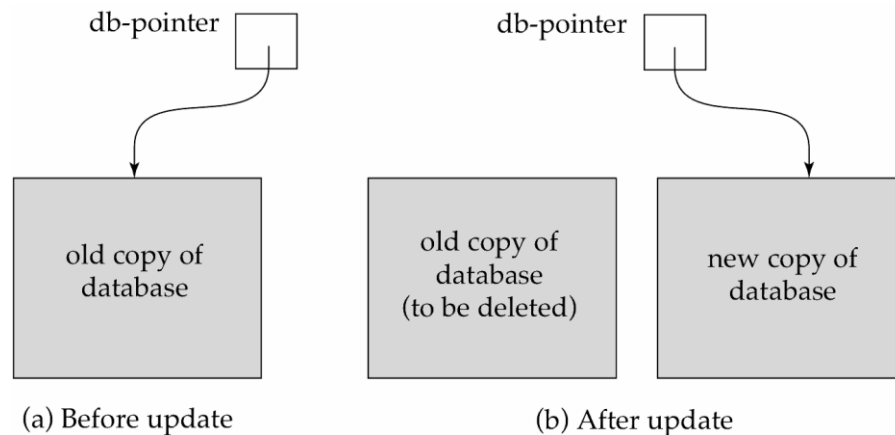 db-pointer
old copy of
database
(a) Before update
db-pointer
old copy of
database
(to be deleted)
new copy of
database
(b) After update